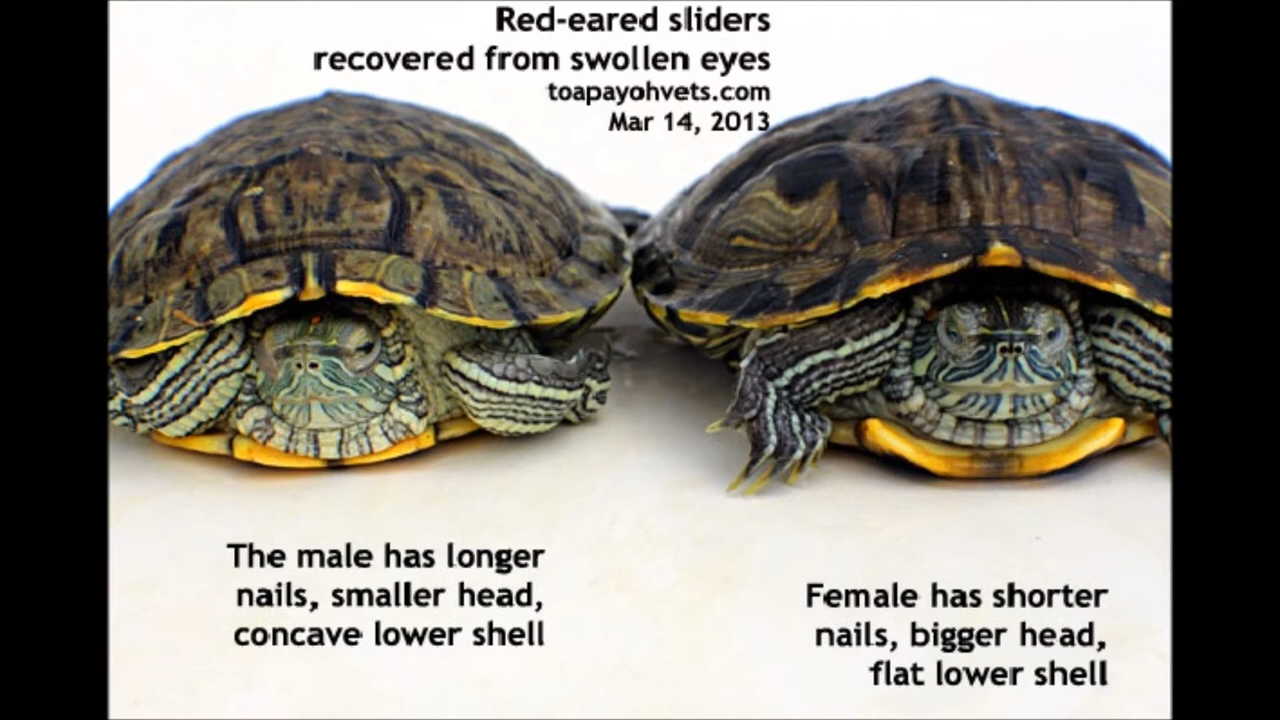 Red-eared sliders
recovered from swollen eyes
toapayohvets.com
Mar 14, 2013
The male has longer
nails, smaller head,
concave lower shell
Female has shorter
nails, bigger head,
flat lower shell